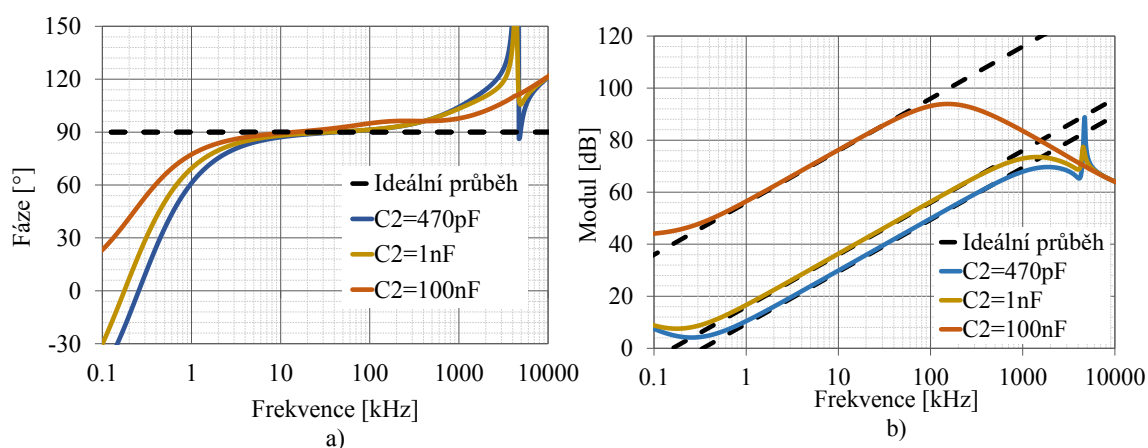 150
120
90
60
30
0
-30
Fáze [°]
Ideální průběh
C2=470pF
C2=1nF
C2=100nF
0.1 1 10 100 1000 10000
Frekvence [kHz]
a)
120
100
80
60
40
20
0
Modul [dB]
Ideální průběh
C2=470pF
C2=1nF
C2=100nF
0.1 1 10 100 1000 10000
Frekvence [kHz]
b)